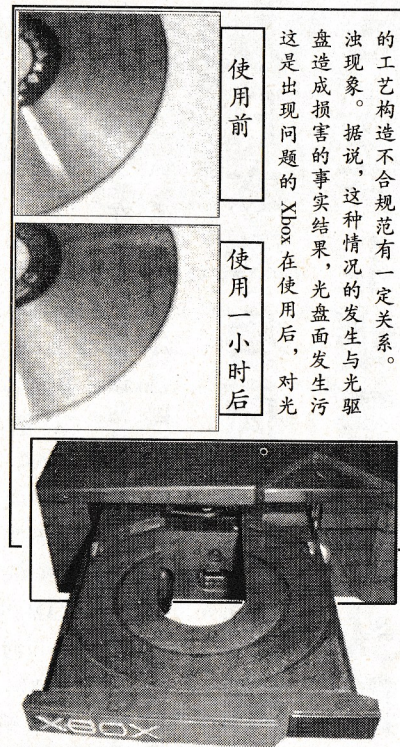 使用前
使用一小时后
这是出现问题的 Xbox 在使用后，对光
盘造成损害的事实结果，光盘面发生污
浊现象。据说，这种情况的发生与光驱
的工艺构造不合规范有一定关系。
XBOX